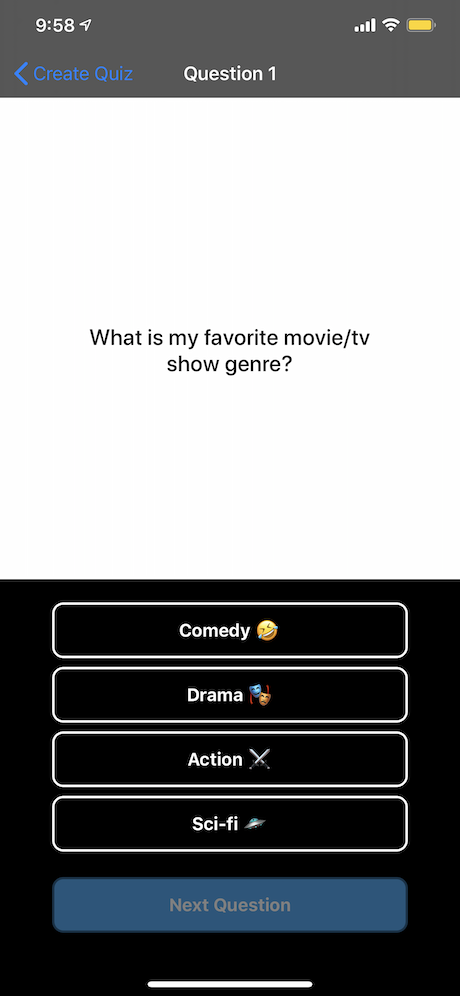 9:58
Create Quiz Question 1
What is my favorite movie/tv
show genre?
Comedy 🤣
Drama 🎭
Action ⚔️
Sci-fi 🛸
Next Question